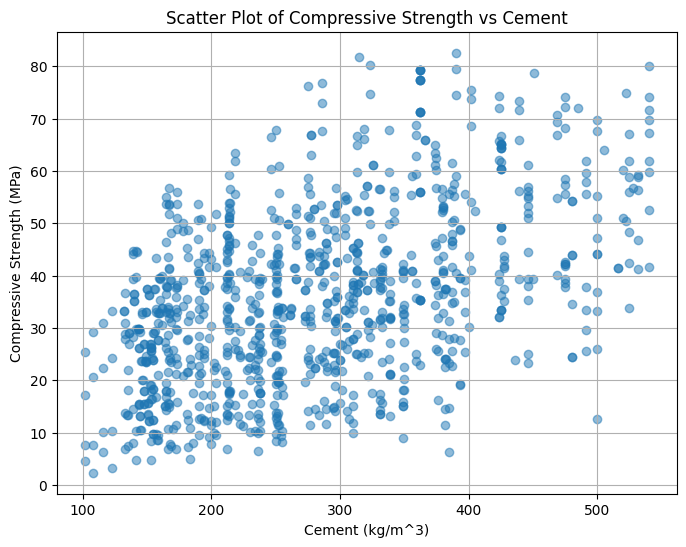 Scatter Plot of Compressive Strength vs Cement
80
70
60
50
40
30
20
10
0
Compressive Strength (MPa)
100 200 300 400 500
Cement (kg/m^3)